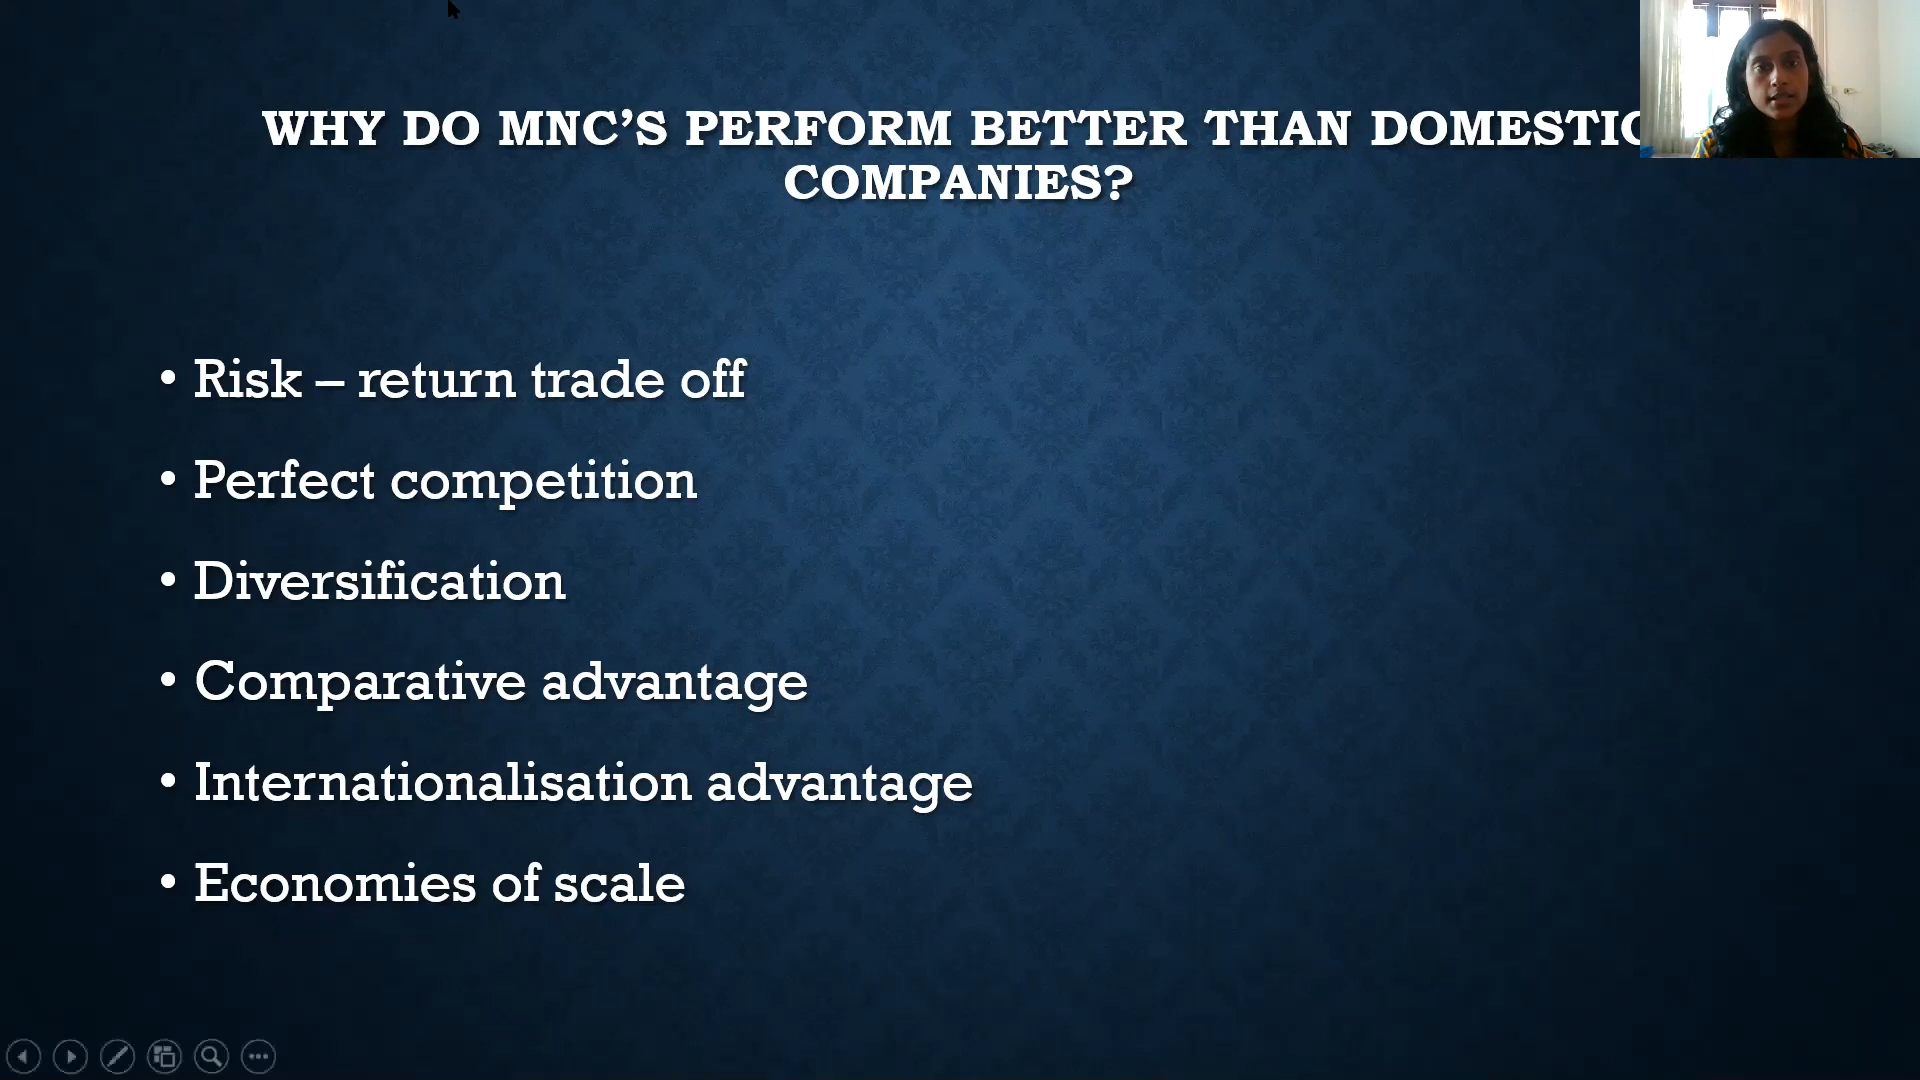 WHY DO MNC’S PERFORM BETTER THAN DOMESTIC
COMPANIES?
• Risk – return trade off
• Perfect competition
• Diversification
• Comparative advantage
• Internationalisation advantage
• Economies of scale